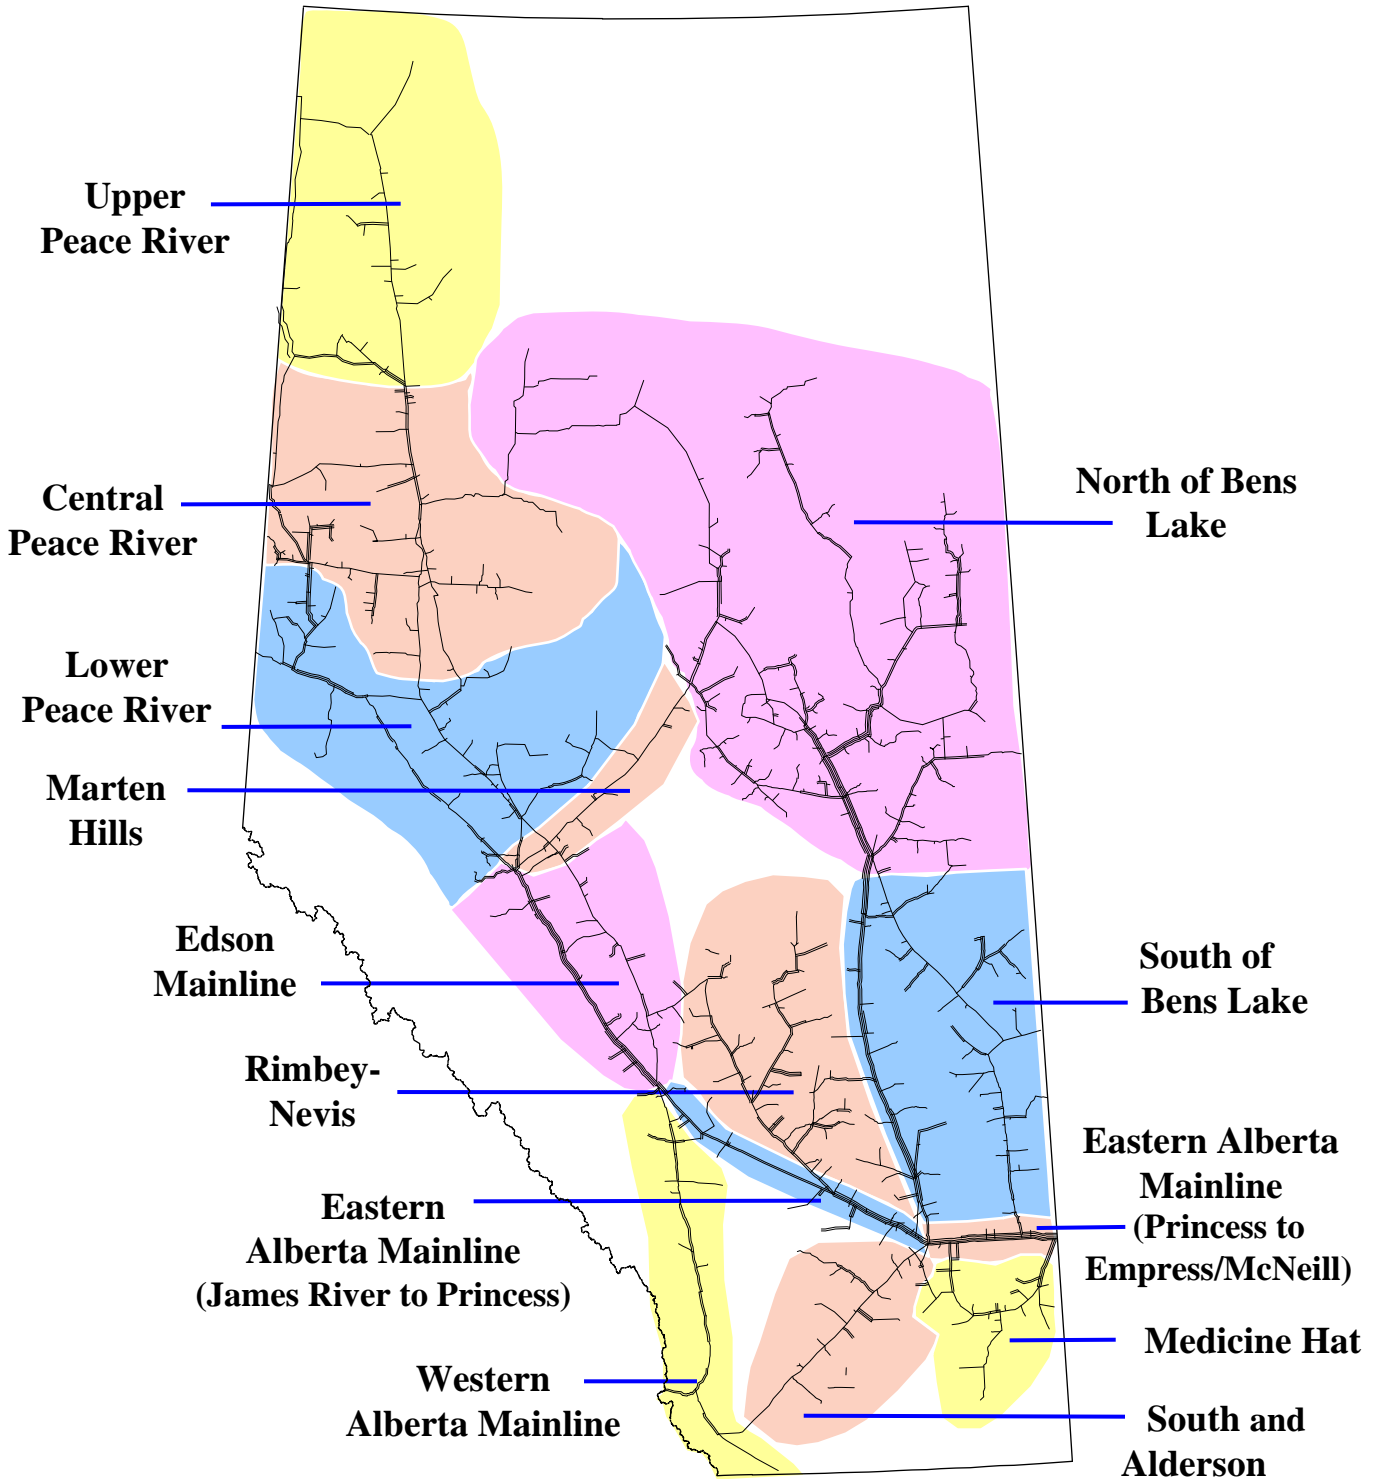 Upper
Peace River
Central
Peace River
Lower
Peace River
Marten
Hills
Edson
Mainline
Rimbey-
Nevis
Eastern
Alberta Mainline
(James River to Princess)
Western
Alberta Mainline
North of Bens
Lake
South of
Bens Lake
Eastern Alberta
Mainline
(Princess to
Empress/McNeill)
Medicine Hat
South and
Alderson